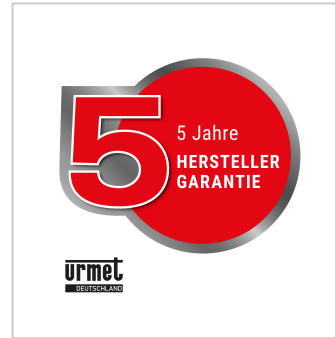 5
5 Jahre
HERSTELLER
GARANTIE
urmet
DEUTSCHLAND